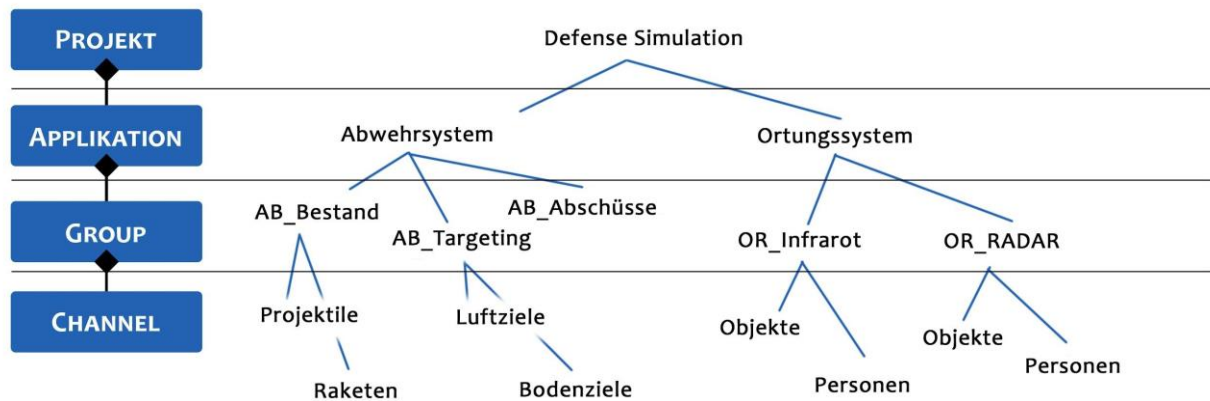 PROJEKT
Defense Simulation
APPLIKATION
Abwehrsystem
Ortungssystem
GROUP
AB_Bestand
AB_Targeting
AB_Abschüsse
OR_Infrarot
OR_RADAR
CHANNEL
Projektile
Raketen
Luftziele
Bodenziele
Objekte
Personen
Objekte
Personen